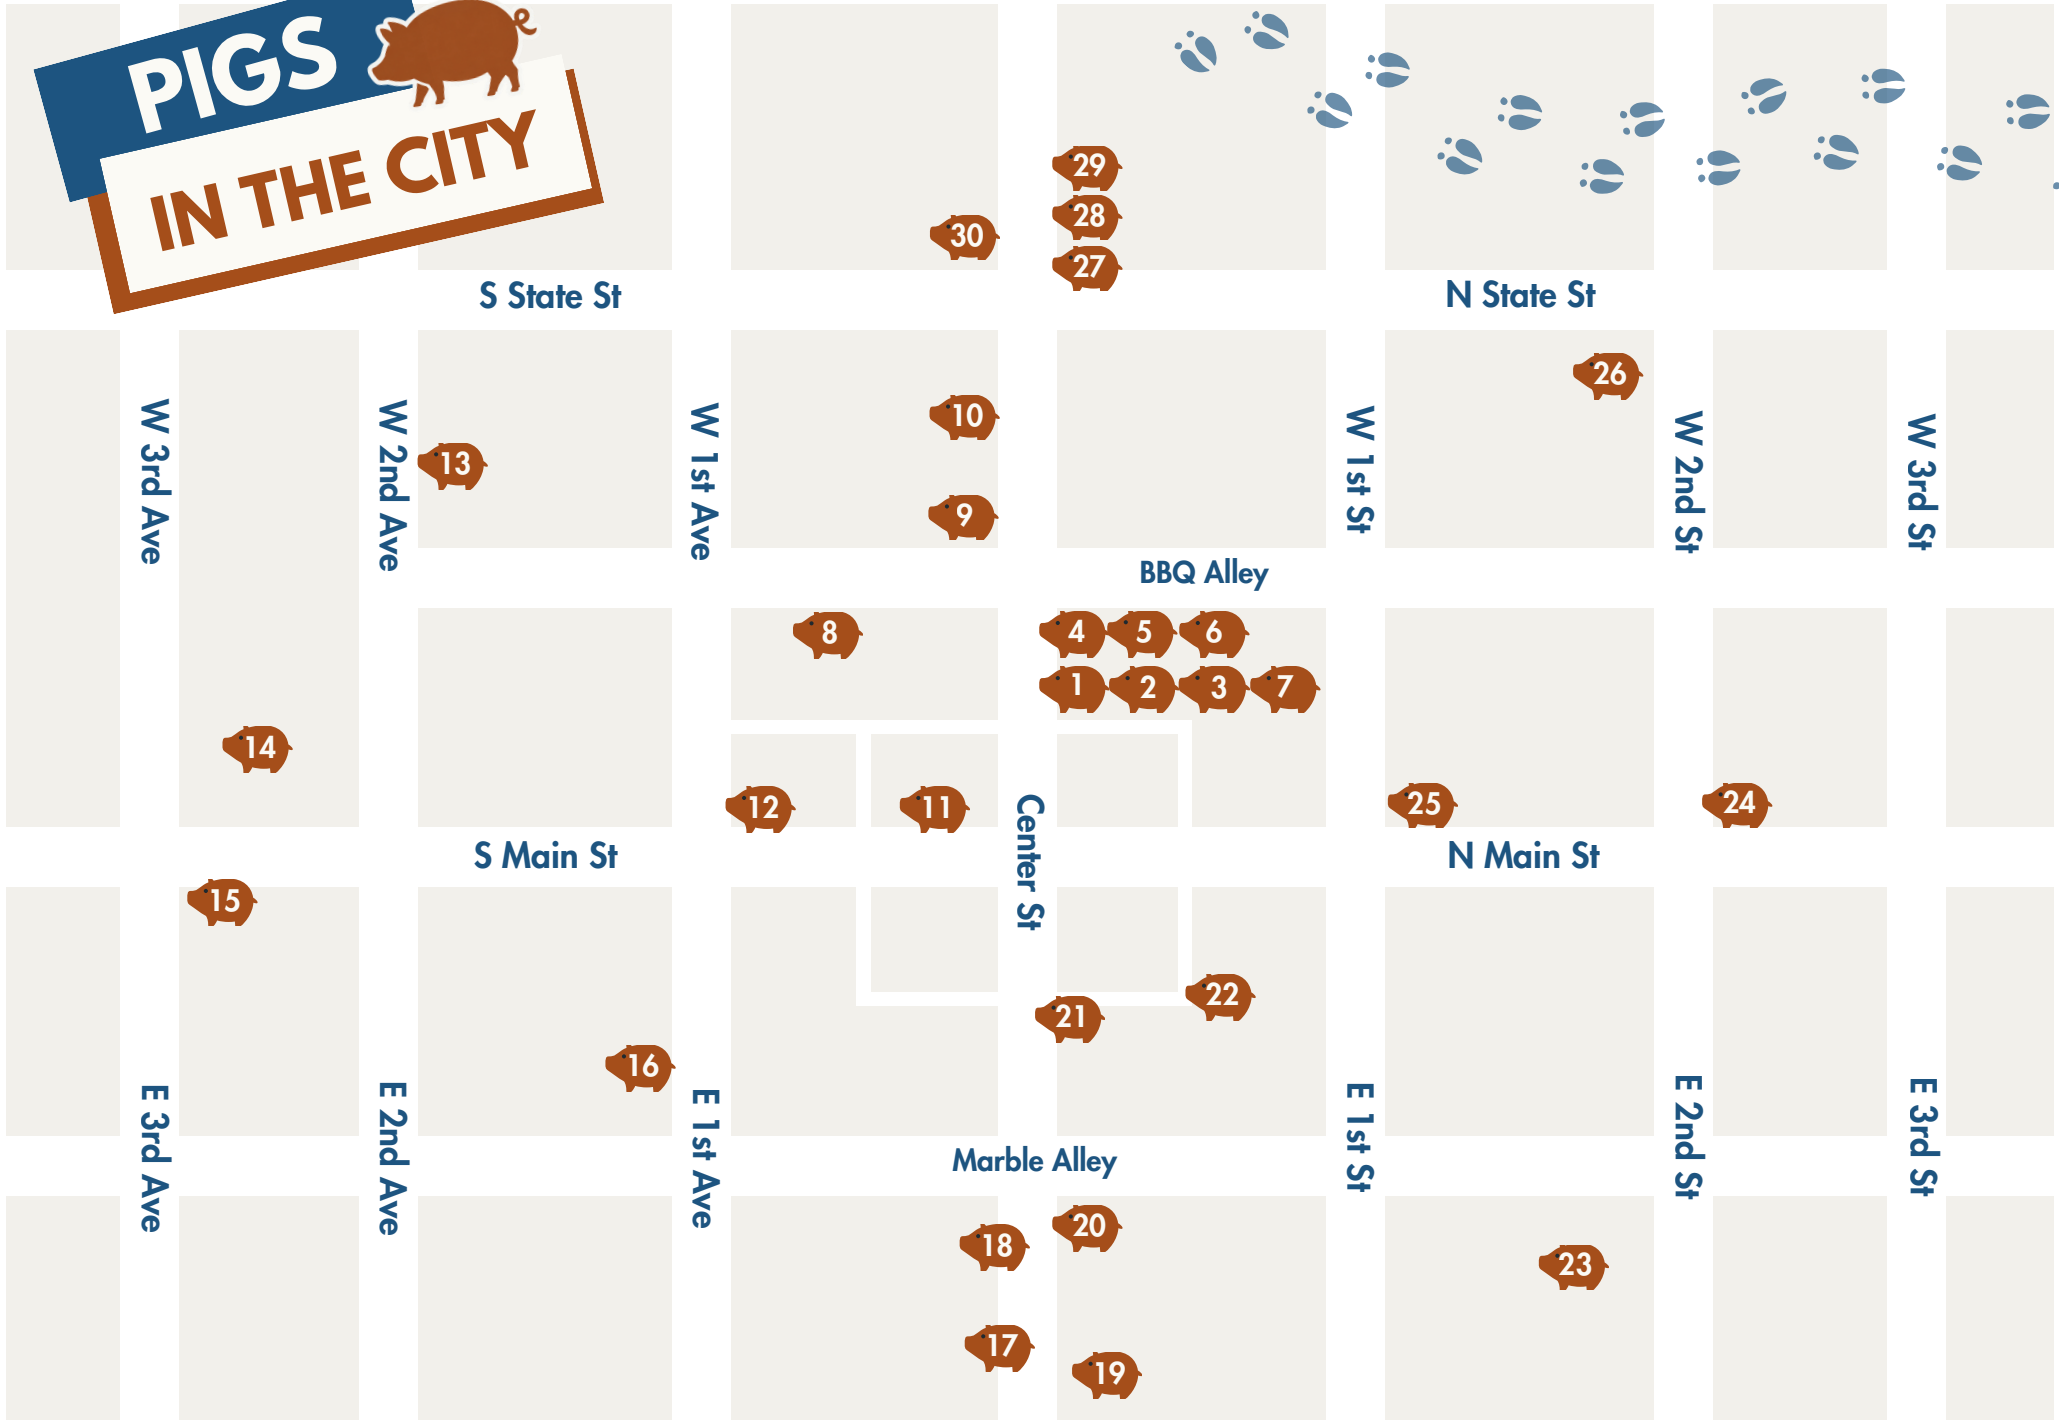 PIGS
IN THE CITY
29
28
30
27
S State St
N State St
26
W 3rd Ave
W 2nd Ave
W 1st Ave
W 1st St
W 2nd St
W 3rd St
10
13
9
BBQ Alley
8
4 5 6
1 2 3 7
14
12
11
Center St
25
24
S Main St
N Main St
15
22
21
16
E 3rd Ave
E 2nd Ave
E 1st Ave
E 1st St
E 2nd St
E 3rd St
Marble Alley
20
18
23
17
19